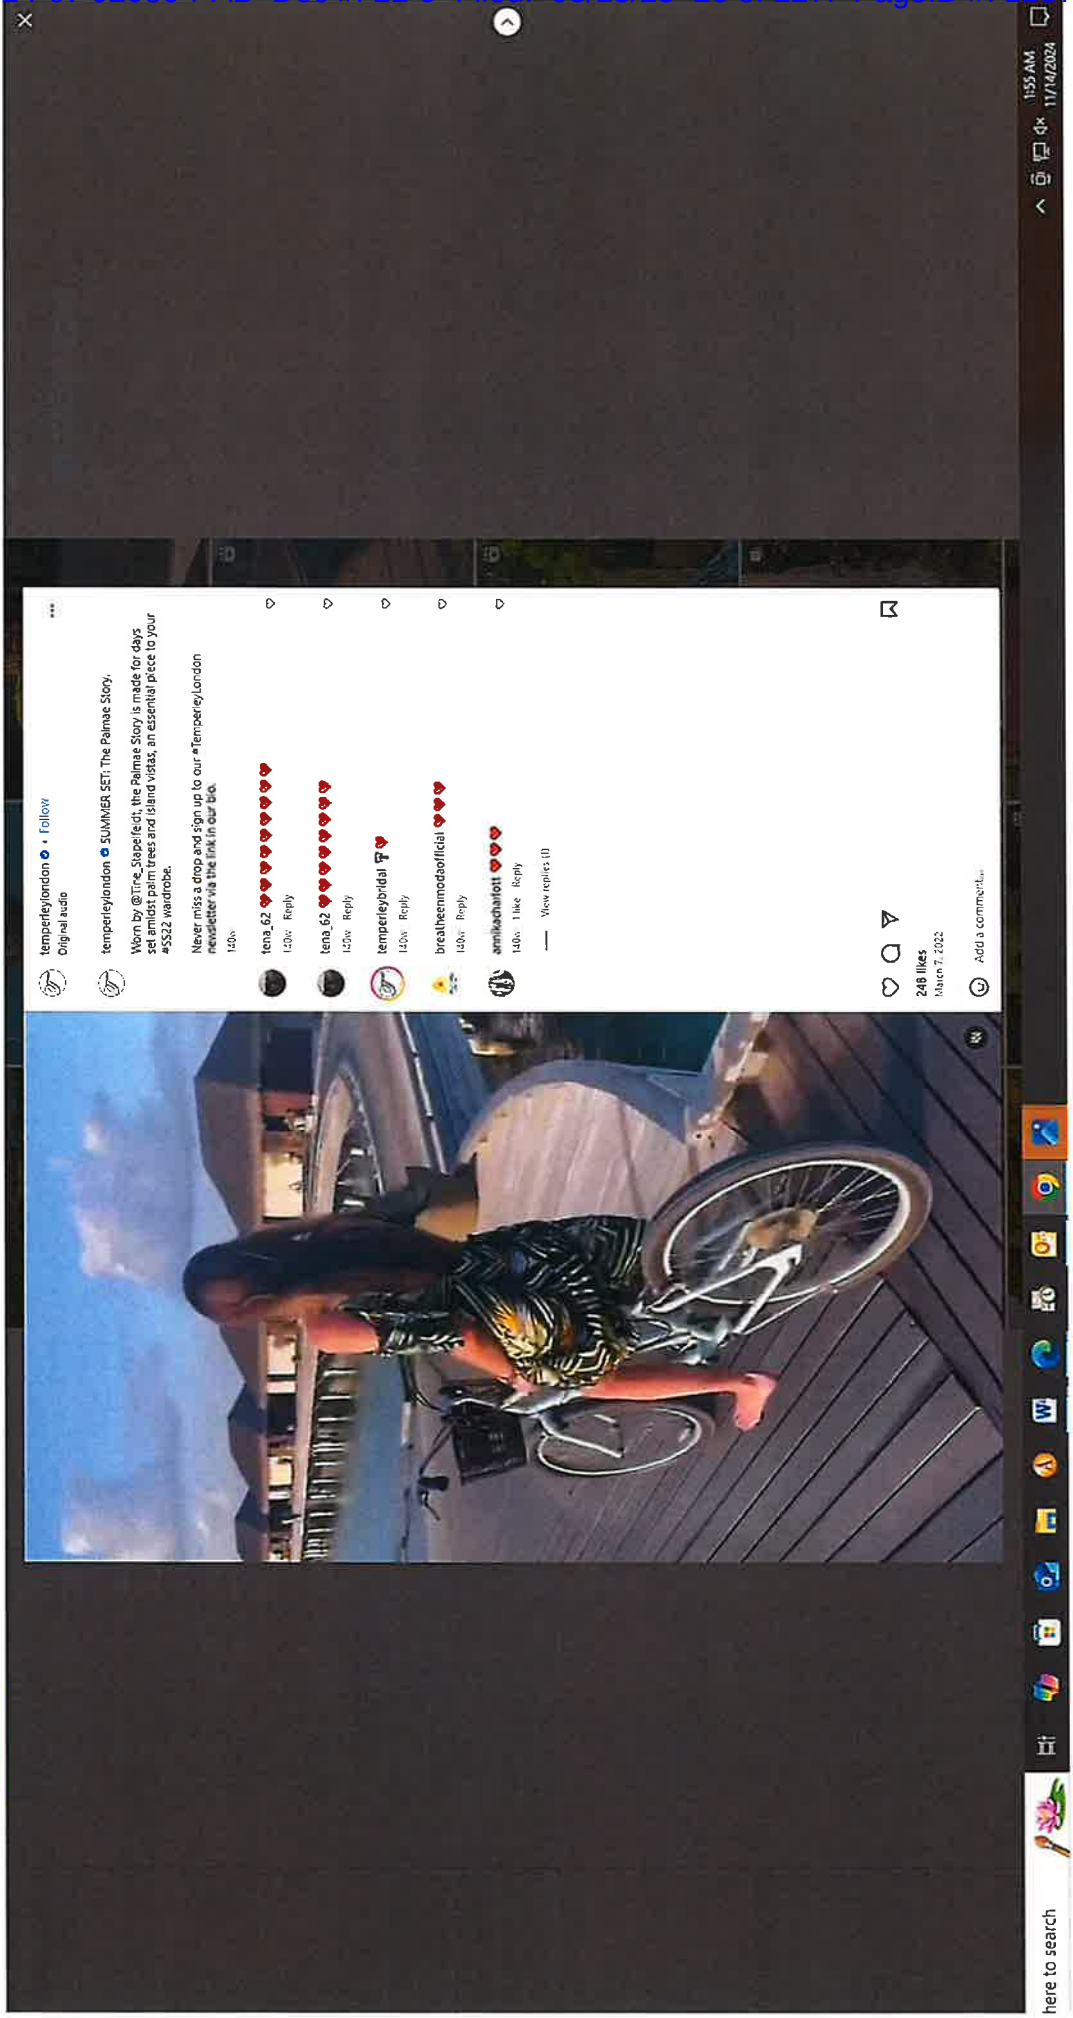 temperleylondon • Follow
Original audio
temperleylondon SUMMER SET: The Palmae Story.
Worn by @Tine_Stapelfeldt, the Palmae Story is made for days
set amidst palm trees and island vistas, an essential piece to your
#SS22 wardrobe.
Never miss a drop and sign up to our #TemperleyLondon
newsletter via the link in our bio.
140w
tena_62 ❤❤❤❤❤❤❤❤❤
140w Reply
tena_62 ❤❤❤❤❤❤❤❤
140w Reply
temperleybridal 🌴❤
140w Reply
breatheenmodaofficial ❤❤❤
140w Reply
annikacharlott ❤❤❤
140w 1 like Reply
View replies (1)
248 likes
March 7, 2022
Add a comment...
here to search
1:55 AM
11/14/2024